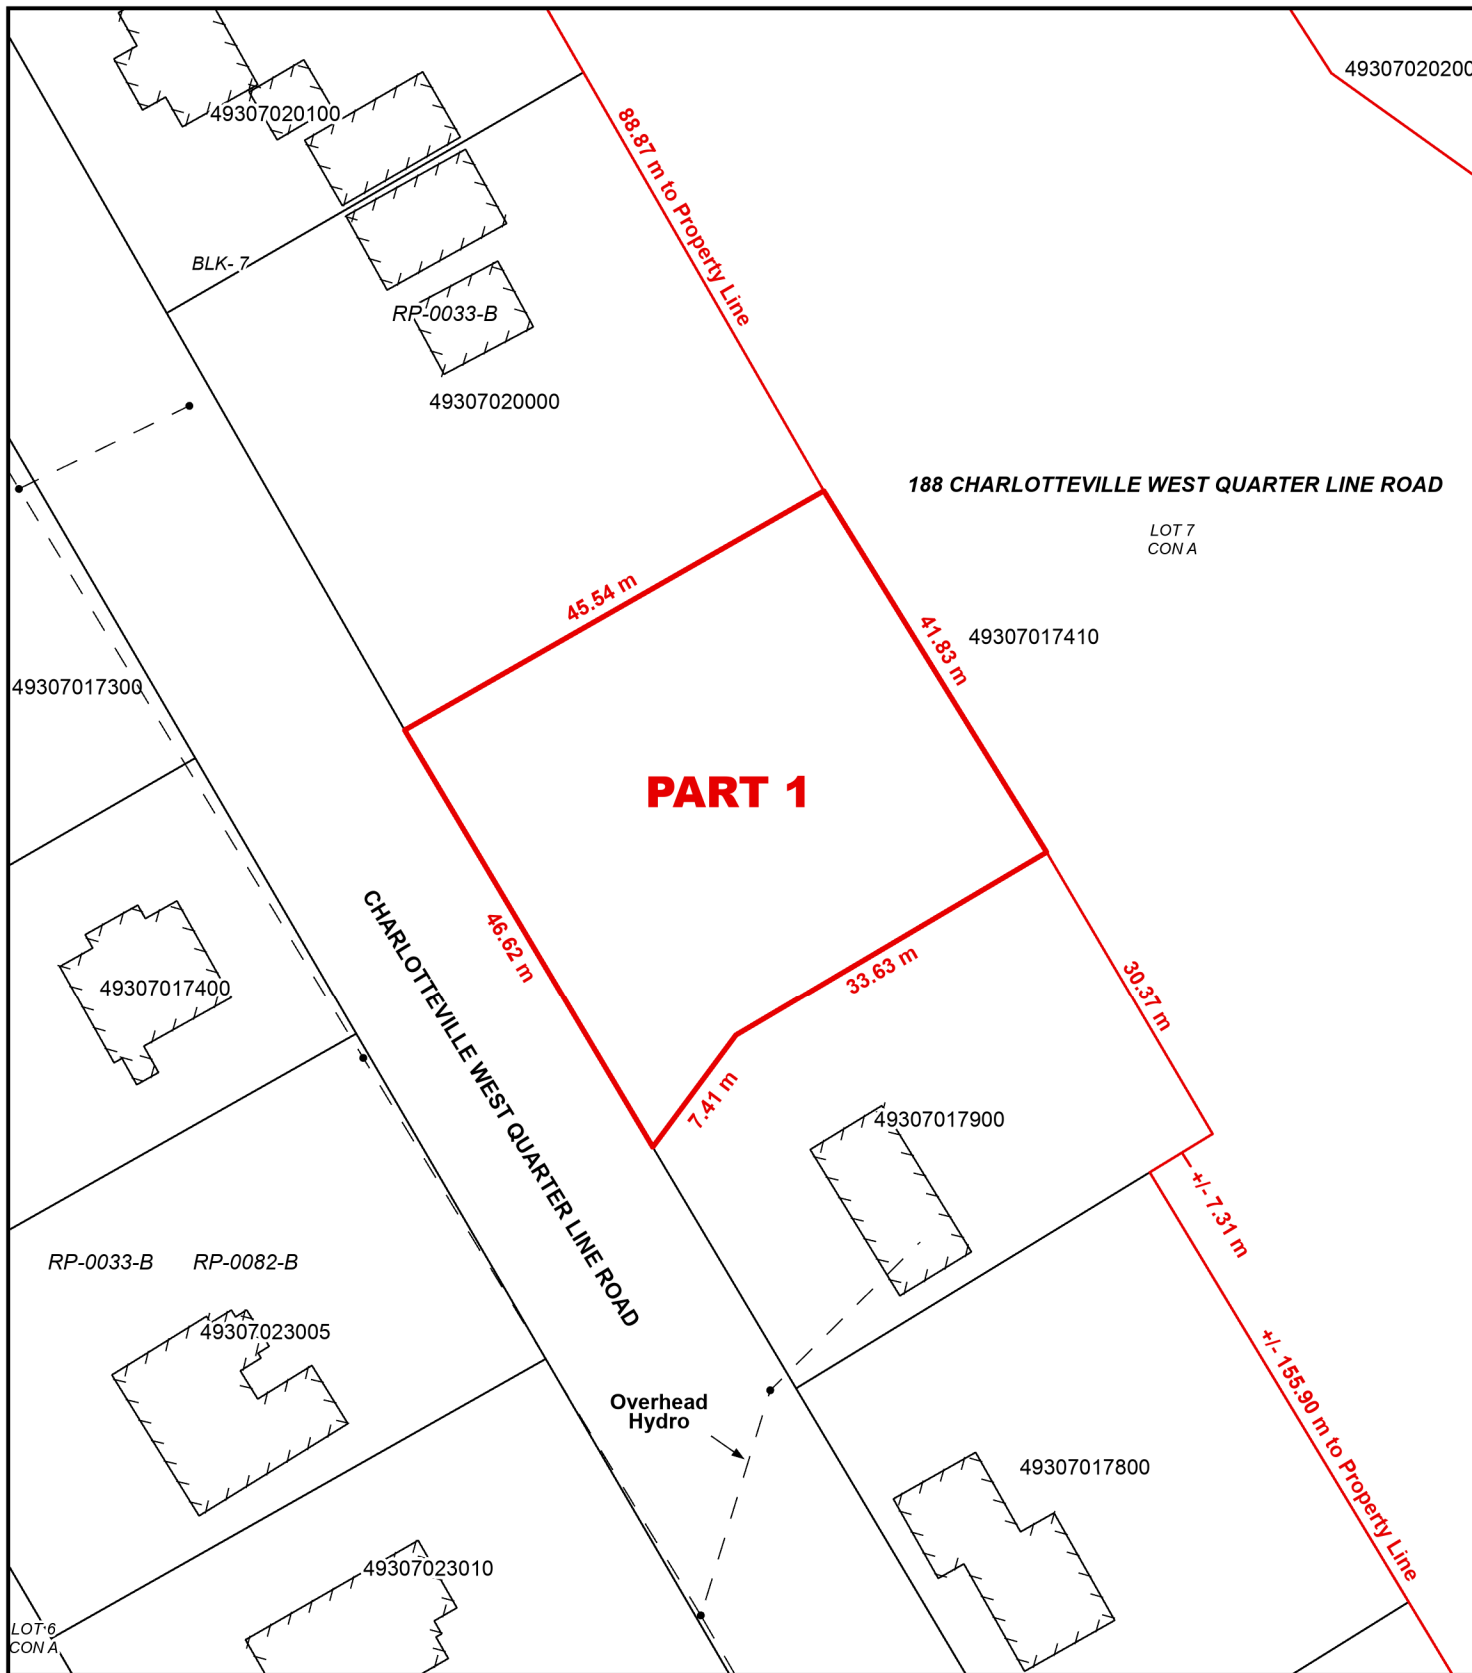 49307020200
49307020100
88.87 m to Property Line
BLK- 7
RP-0033-B
49307020000
188 CHARLOTTEVILLE WEST QUARTER LINE ROAD
LOT 7
CON A
45.54 m
41.83 m
49307017410
49307017300
PART 1
CHARLOTTEVILLE WEST QUARTER LINE ROAD
46.62 m
33.63 m
30.37 m
49307017400
7.41 m
49307017900
+/- 7.31 m
RP-0033-B
RP-0082-B
49307023005
+/- 155.90 m to Property Line
Overhead
Hydro
49307017800
49307023010
LOT 6
CON A